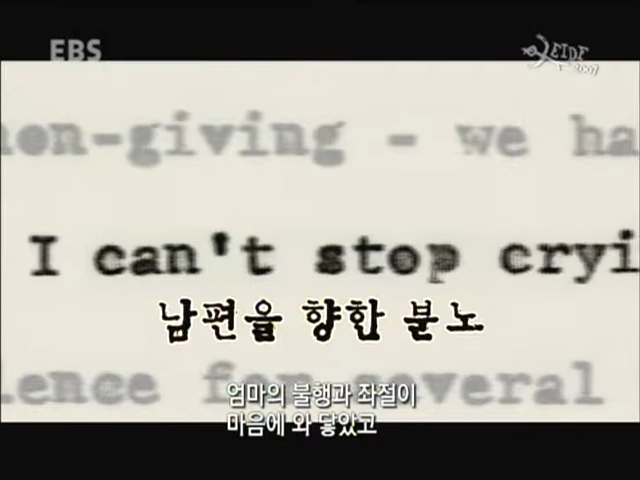 EBS
EIDF
2007
non-giving - we ha
I can't stop cryi
남편을 향한 분노
lence for several
엄마의 불행과 좌절이
마음에 와 닿았고